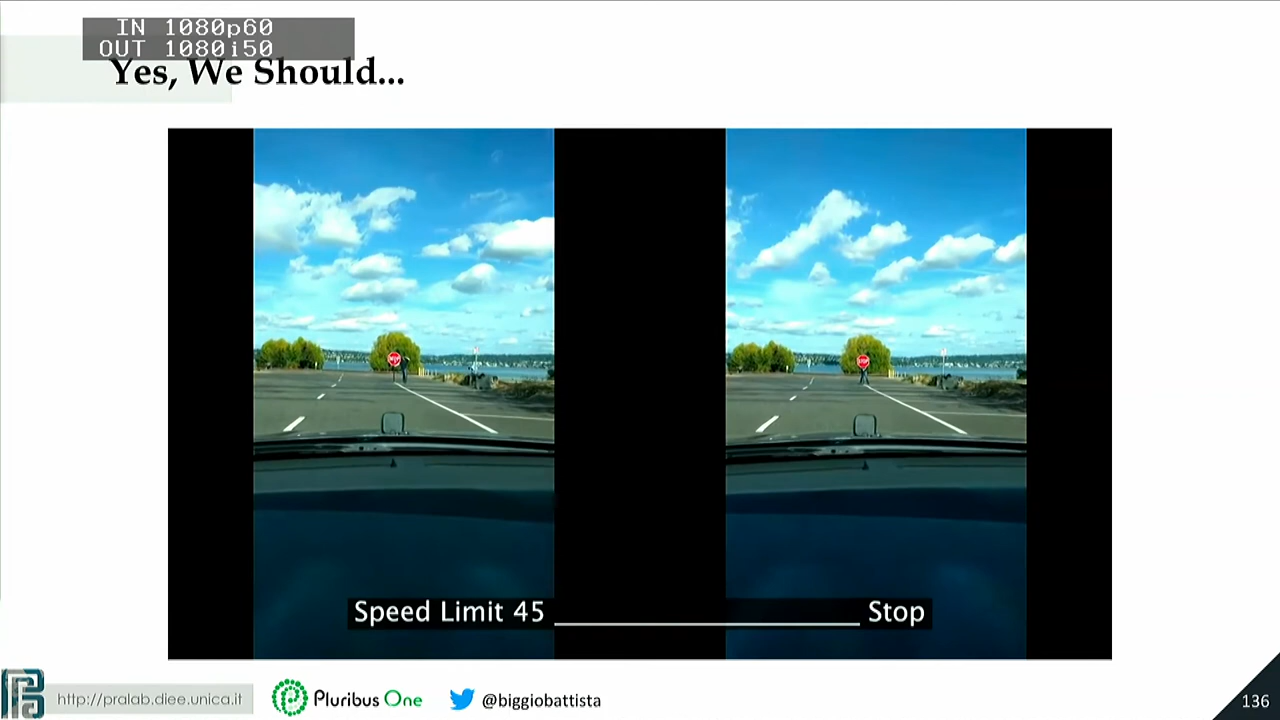 IN 1080p60
OUT 1080i50
Yes, We Should...
STOP
Speed Limit 45
Stop
http://pralab.diee.unica.it
Pluribus One
@biggiobattista
136